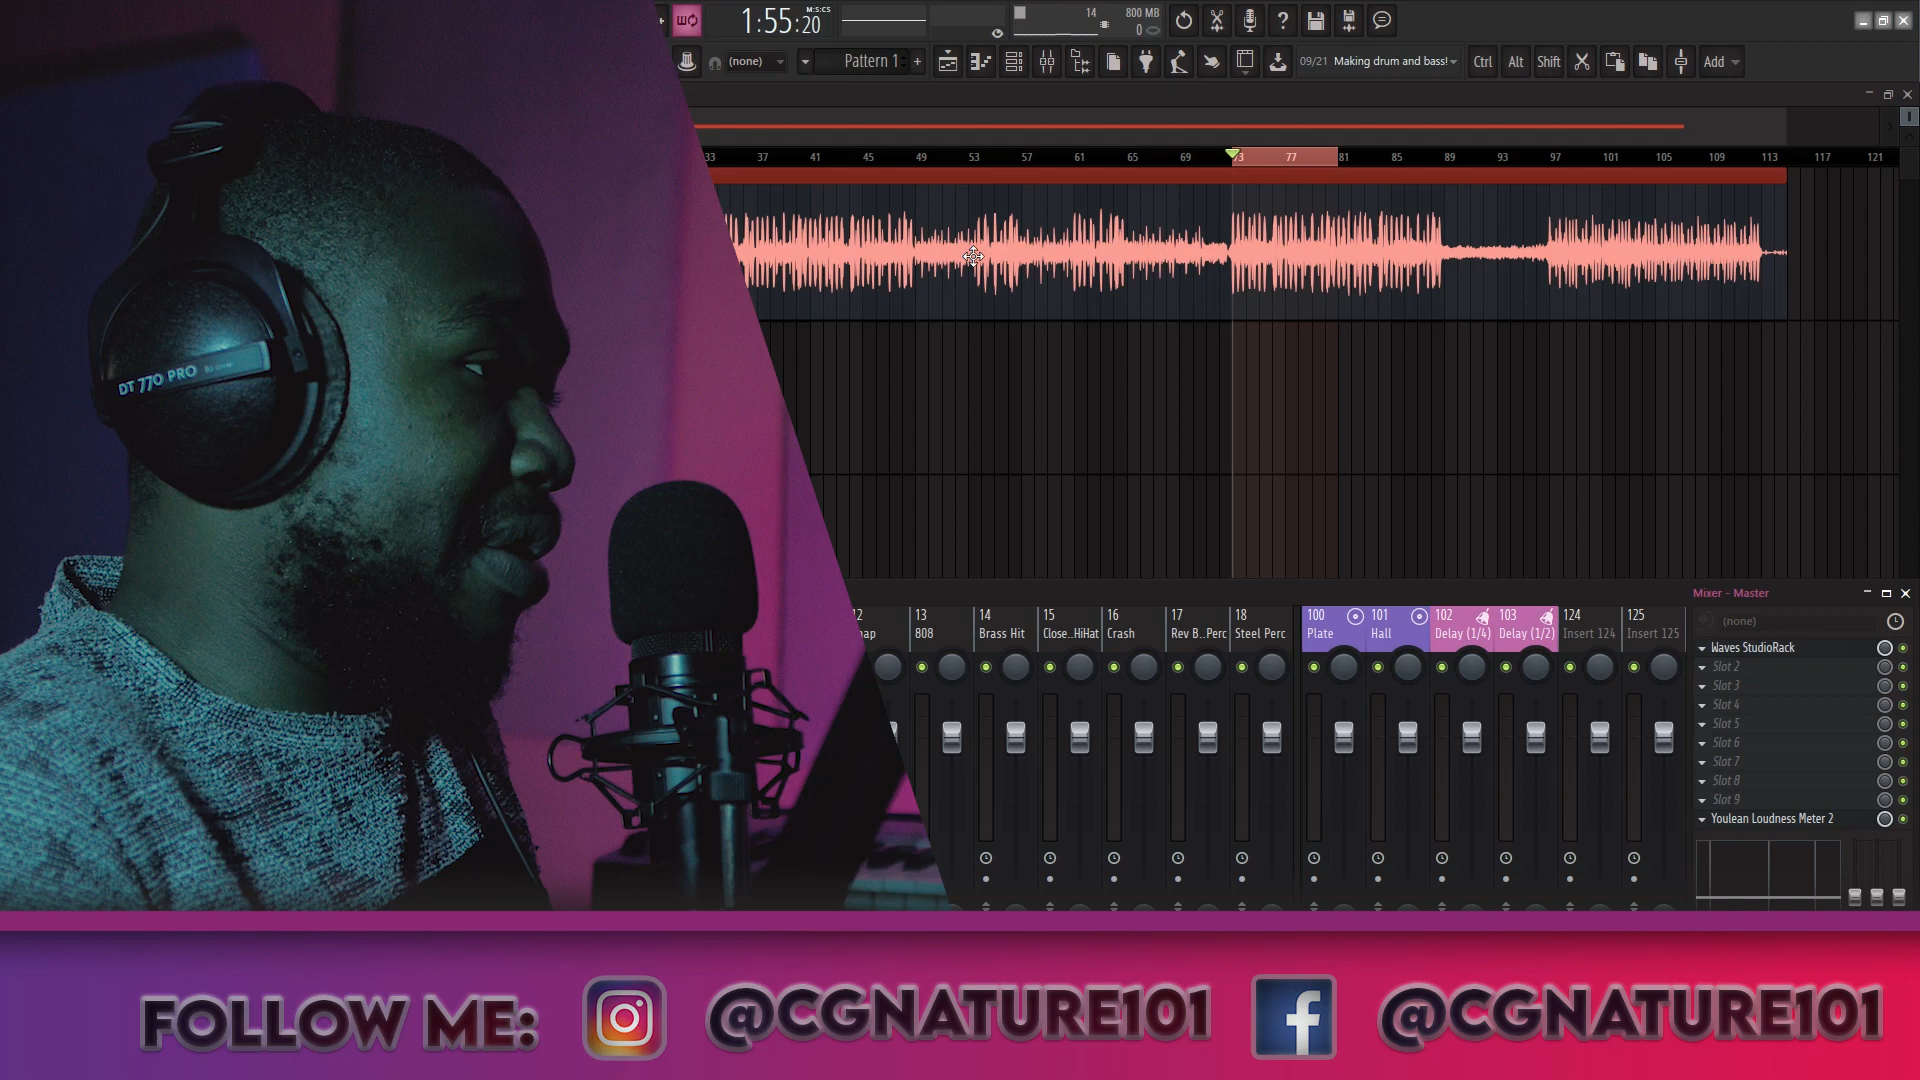 1:55:20
M:S:CS
14
800 MB
0
(none)
Pattern 1
09/21 Making drum and bass!
Ctrl
Alt
Shift
Add
33 37 41 45 49 53 57 61 65 69 73 77 81 85 89 93 97 101 105 109 113 117 121
DT 770 PRO
Mixer - Master
13 14 15 16 17 18 100 101 102 103 124 125
808 Brass Hit Close..HiHat Crash Rev B..Perc Steel Perc Plate Hall Delay (1/4) Delay (1/2) Insert 124 Insert 125
(none)
Waves StudioRack
Slot 2
Slot 3
Slot 4
Slot 5
Slot 6
Slot 7
Slot 8
Slot 9
Youlean Loudness Meter 2
FOLLOW ME: @CGNATURE101 @CGNATURE101